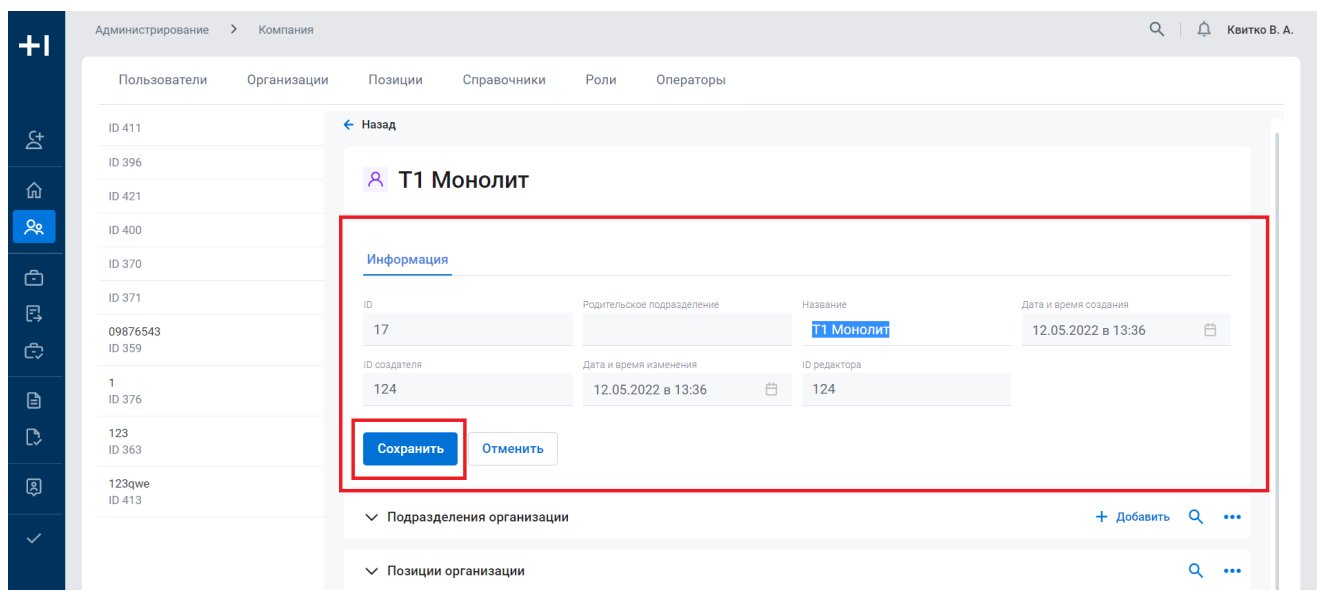 Администрирование > Компания
Квитко В. А.
Пользователи Организации Позиции Справочники Роли Операторы
ID 411
ID 396
ID 421
ID 400
ID 370
ID 371
09876543
ID 359
1
ID 376
123
ID 363
123qwe
ID 413
Назад
Т1 Монолит
Информация
ID Родительское подразделение Название Дата и время создания
17 Т1 Монолит 12.05.2022 в 13:36
ID создателя Дата и время изменения ID редактора
124 12.05.2022 в 13:36 124
Сохранить Отменить
Подразделения организации + Добавить
Позиции организации